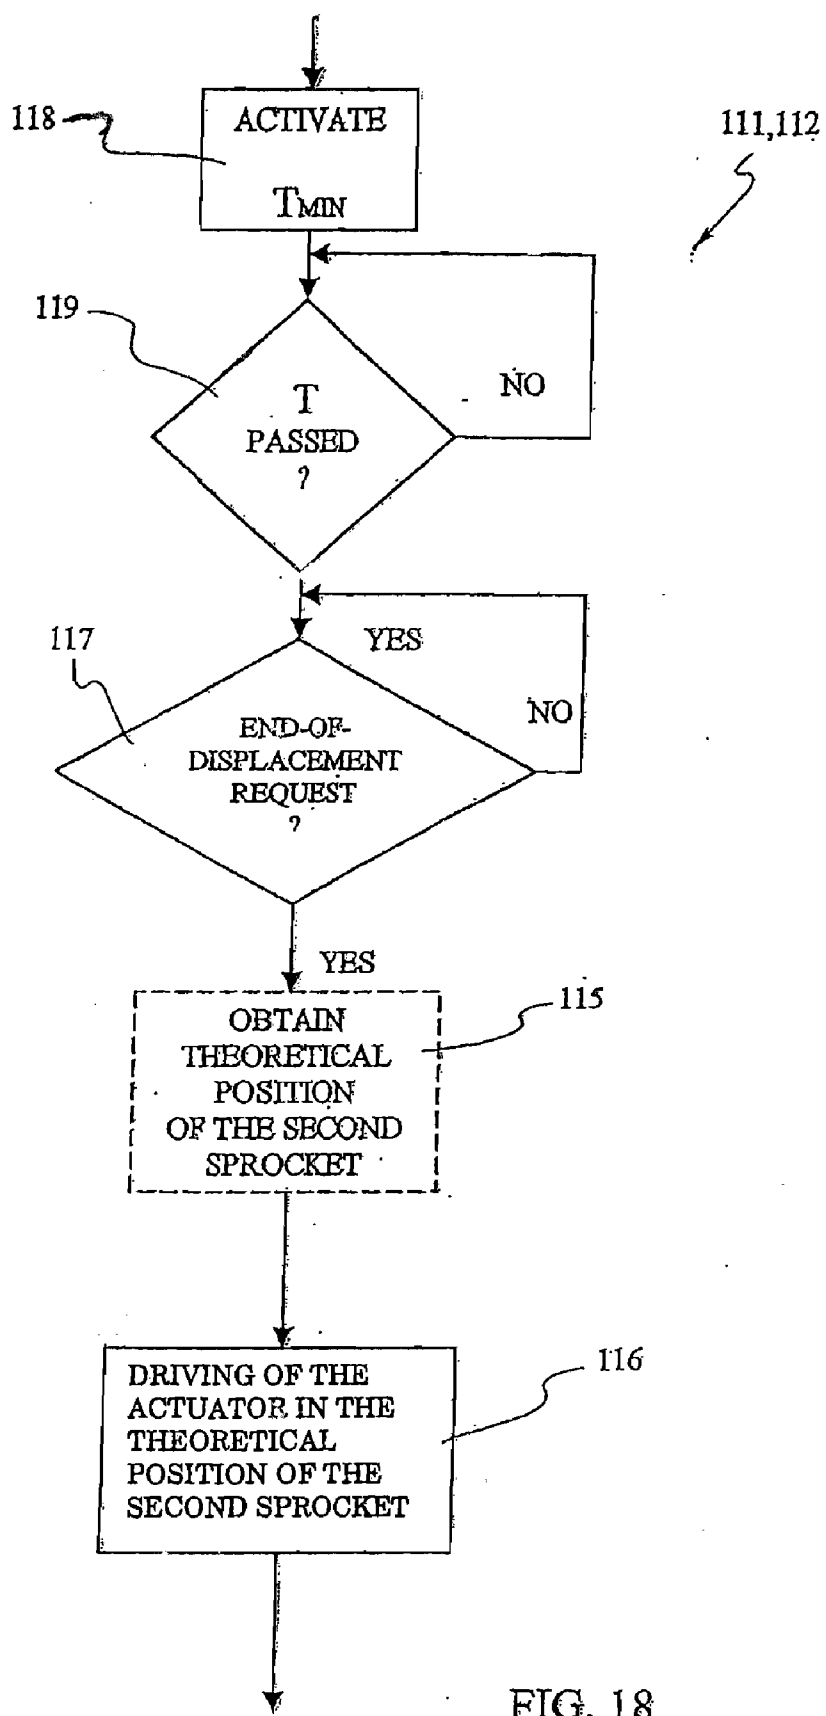 118
ACTIVATE
TMIN
111,112
119
T
PASSED
?
NO
117
YES
NO
END-OF-
DISPLACEMENT
REQUEST
?
YES
115
OBTAIN
THEORETICAL
POSITION
OF THE SECOND
SPROCKET
116
DRIVING OF THE
ACTUATOR IN THE
THEORETICAL
POSITION OF THE
SECOND SPROCKET
FIG. 18